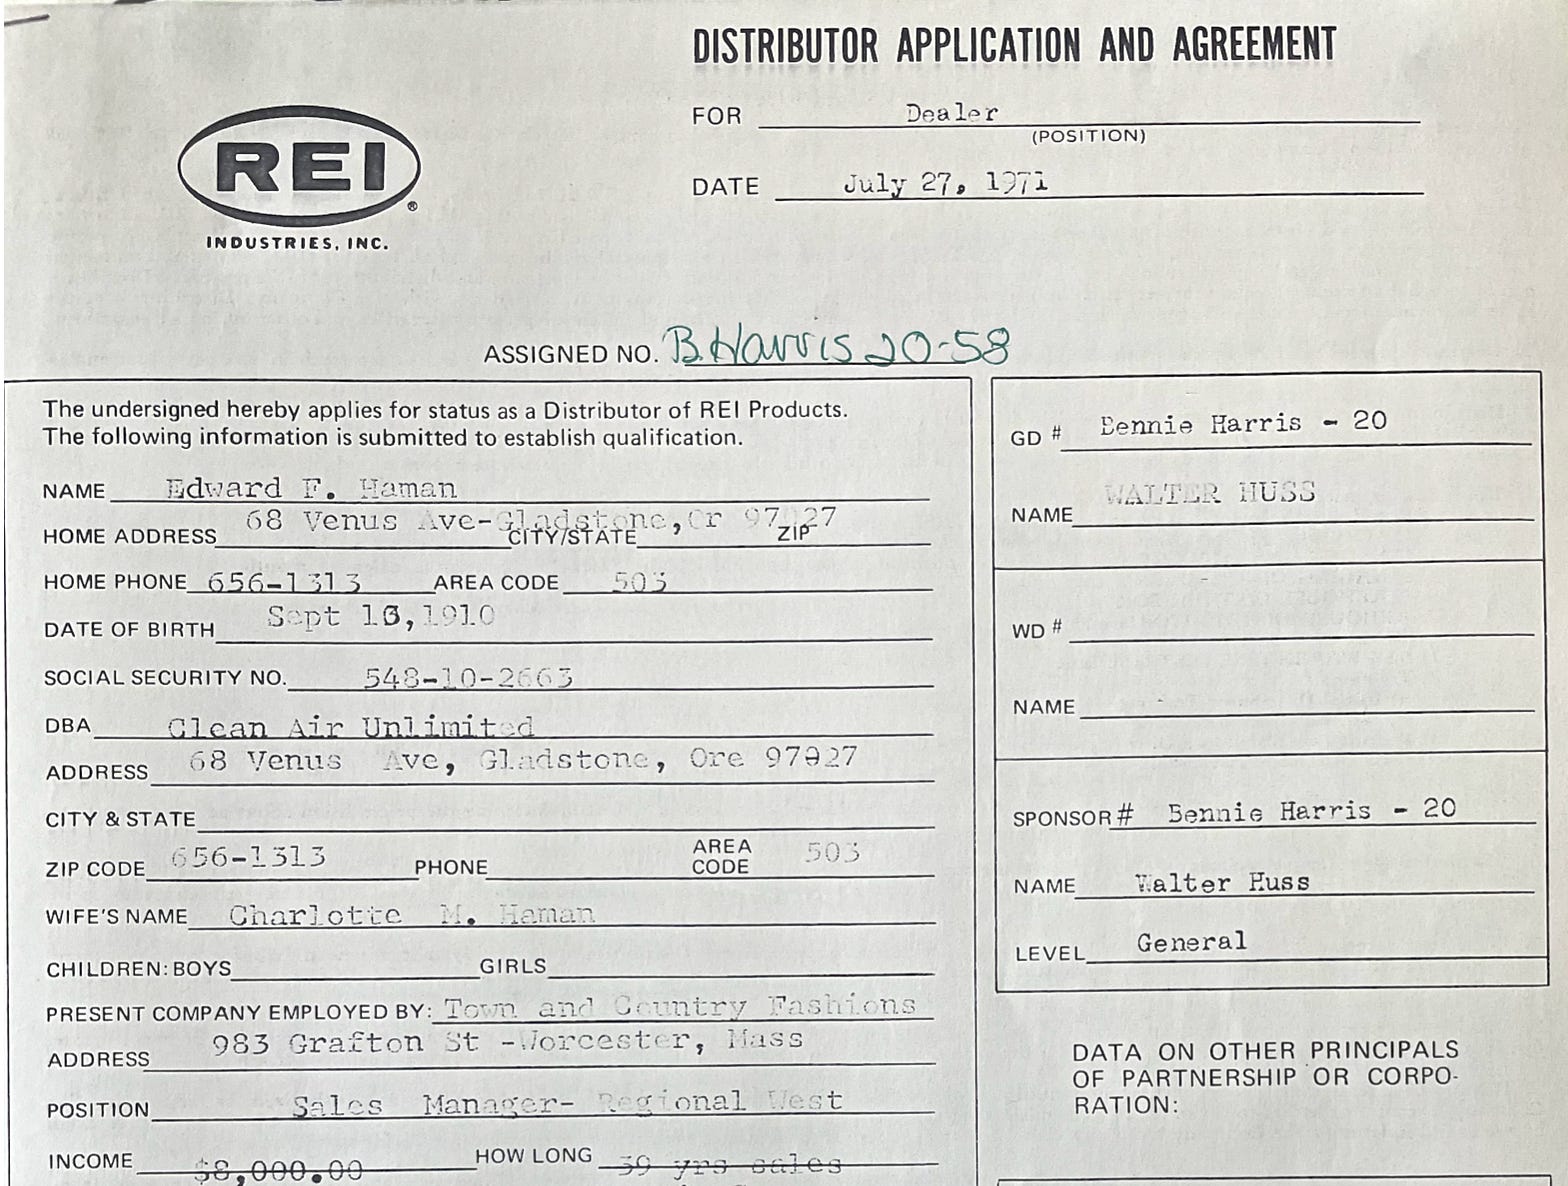 DISTRIBUTOR APPLICATION AND AGREEMENT
FOR Dealer
(POSITION)
DATE July 27, 1971
REI ®
INDUSTRIES, INC.
ASSIGNED NO. B. Harris 20-58
The undersigned hereby applies for status as a Distributor of REI Products.
The following information is submitted to establish qualification.
NAME Edward F. Haman
HOME ADDRESS 68 Venus Ave-Gladstone, Or 97027
CITY/STATE ZIP
HOME PHONE 656-1313 AREA CODE 503
DATE OF BIRTH Sept 1 ,1910
SOCIAL SECURITY NO. 548-10-2663
DBA Clean Air Unlimited
ADDRESS 68 Venus Ave, Gladstone, Ore 97027
CITY & STATE
ZIP CODE 656-1313 PHONE AREA CODE 503
WIFE'S NAME Charlotte M. Haman
CHILDREN: BOYS GIRLS
PRESENT COMPANY EMPLOYED BY: Town and Country Fashions
ADDRESS 983 Grafton St -Worcester, Mass
POSITION Sales Manager- Regional West
INCOME $8,000.00 HOW LONG 39 yrs sales
GD # Bennie Harris - 20
NAME WALTER HUSS
WD #
NAME
SPONSOR # Bennie Harris - 20
NAME Walter Huss
LEVEL General
DATA ON OTHER PRINCIPALS
OF PARTNERSHIP OR CORPO-
RATION: